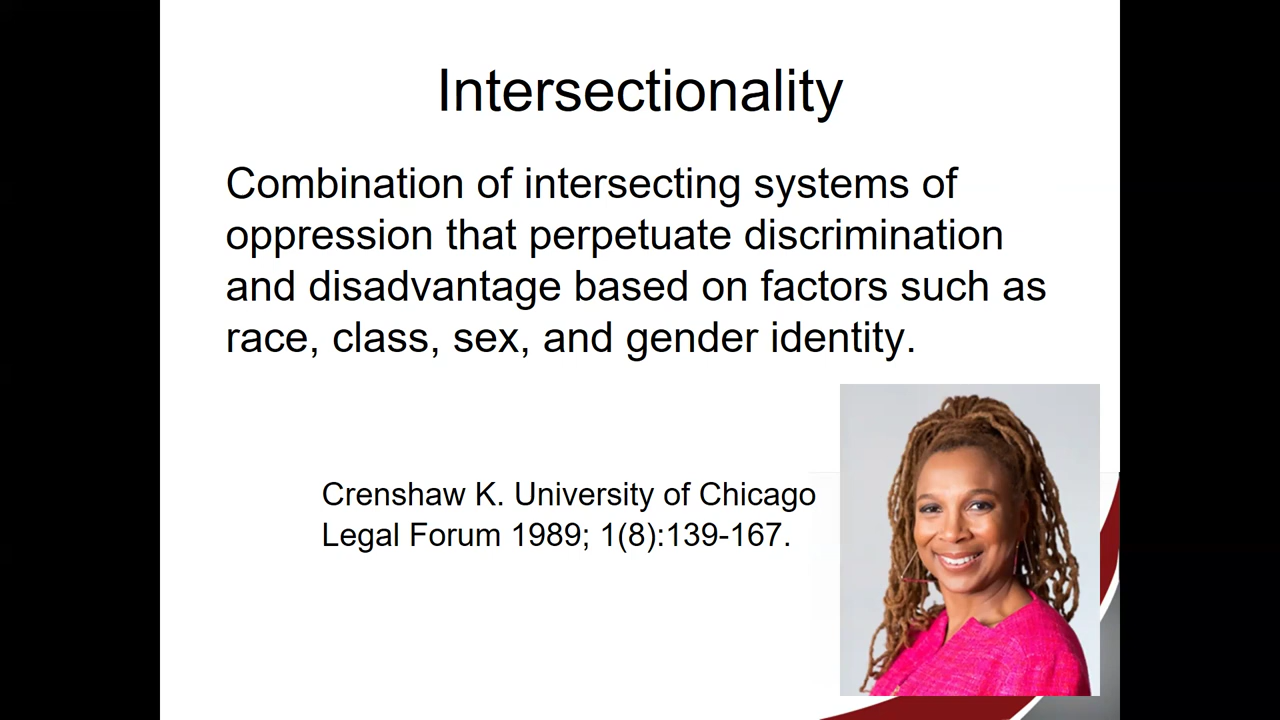 Intersectionality
Combination of intersecting systems of
oppression that perpetuate discrimination
and disadvantage based on factors such as
race, class, sex, and gender identity.
Crenshaw K. University of Chicago
Legal Forum 1989; 1(8):139-167.